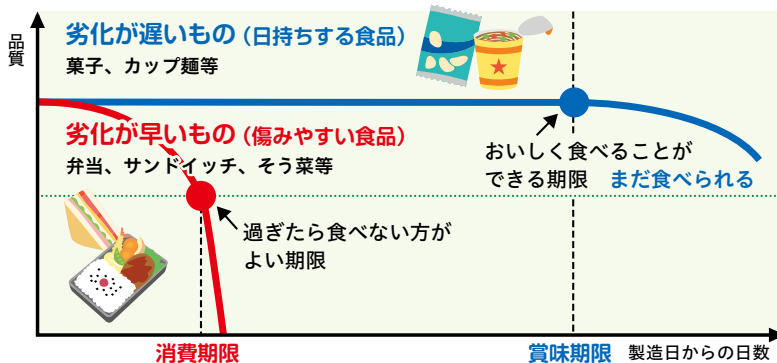 品質
劣化が遅いもの（日持ちする食品）
菓子、カップ麺等
劣化が早いもの（傷みやすい食品）
弁当、サンドイッチ、そう菜等
おいしく食べることが
できる期限 まだ食べられる
過ぎたら食べない方が
よい期限
消費期限
賞味期限
製造日からの日数